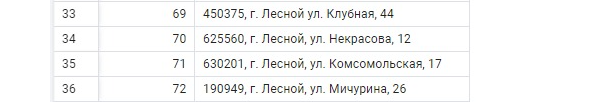 33 69 450375, г. Лесной ул. Клубная, 44
34 70 625560, г. Лесной, ул. Некрасова, 12
35 71 630201, г. Лесной, ул. Комсомольская, 17
36 72 190949, г. Лесной, ул. Мичурина, 26